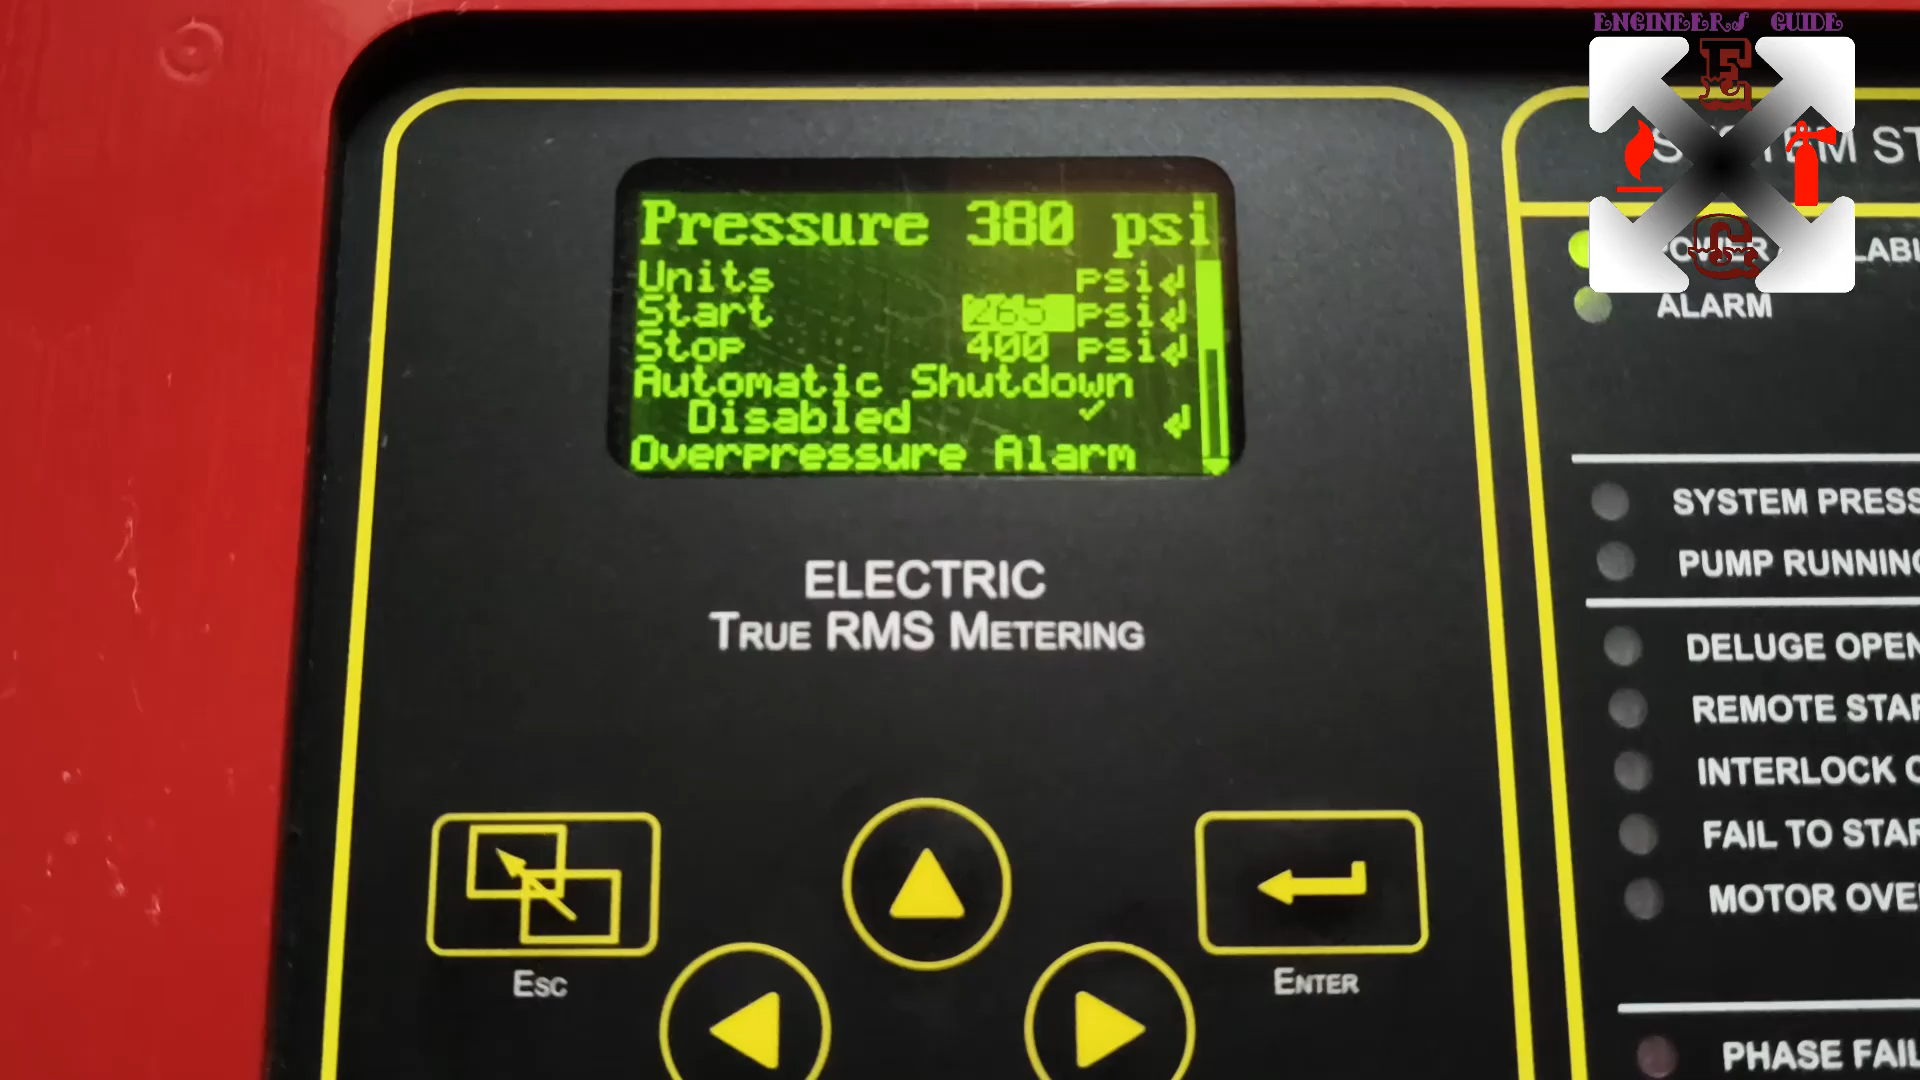 ENGINEERS GUIDE
E
G
Pressure 380 psi
Units psi
Start psi
Stop 400 psi
Automatic Shutdown
Disabled ✓
Overpressure Alarm
ELECTRIC
TRUE RMS METERING
ESC
ENTER
ALARM
SYSTEM PRESS
PUMP RUNNING
DELUGE OPEN
REMOTE STAR
INTERLOCK
FAIL TO STAR
MOTOR OVE
PHASE FAIL